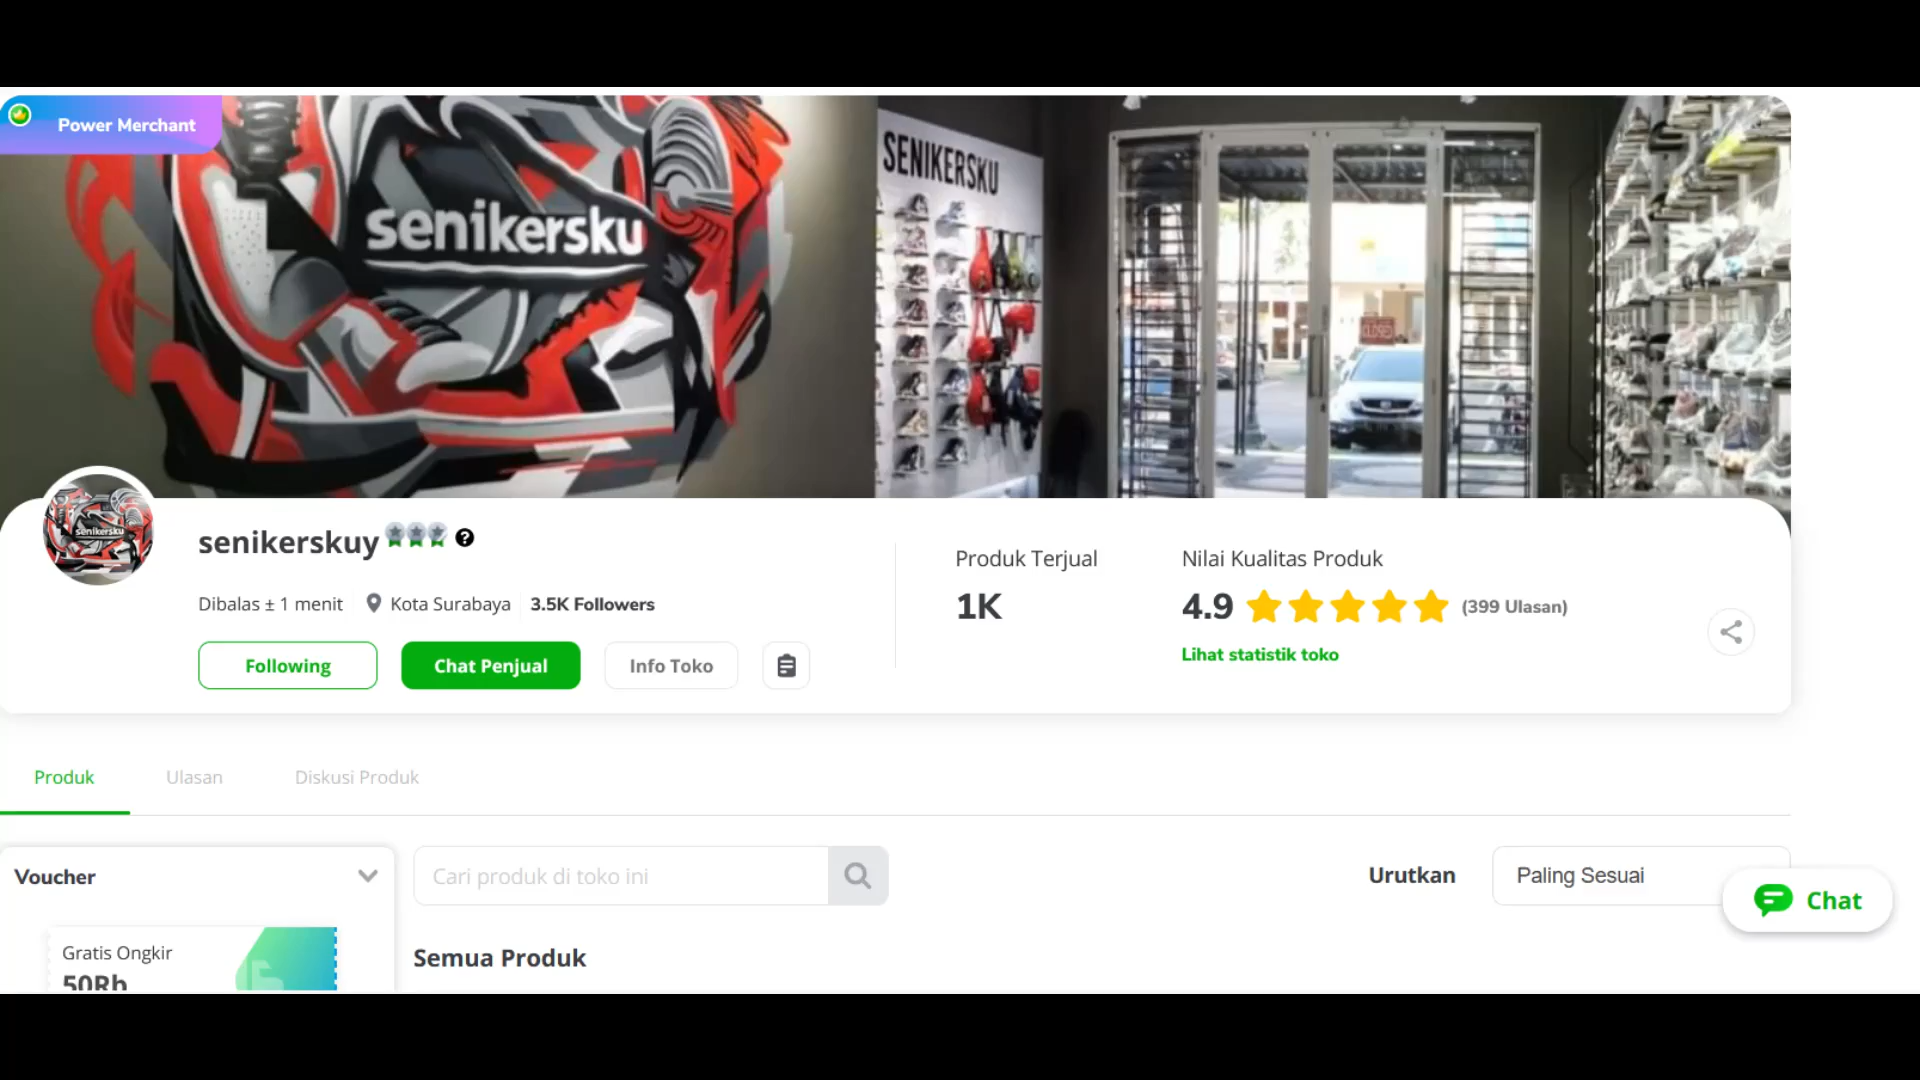 Power Merchant
senikersku
SENIKERSKU
CLOSED
senikersku
senikerskuy
Dibalas ± 1 menit
Kota Surabaya
3.5K Followers
Following
Chat Penjual
Info Toko
Produk Terjual
1K
Nilai Kualitas Produk
4.9
(399 Ulasan)
Lihat statistik toko
Produk
Ulasan
Diskusi Produk
Voucher
Gratis Ongkir
50Rb
Cari produk di toko ini
Urutkan
Paling Sesuai
Chat
Semua Produk